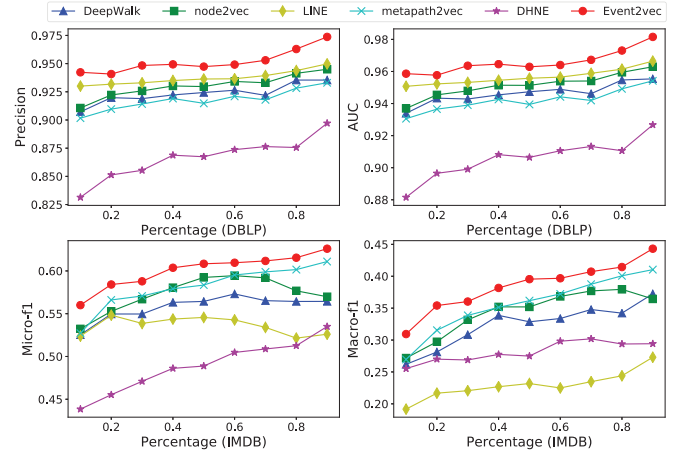 DeepWalk node2vec LINE metapath2vec DHNE Event2vec
Precision
0.975
0.950
0.925
0.900
0.875
0.850
0.825
0.2 0.4 0.6 0.8
Percentage (DBLP)
AUC
0.98
0.96
0.94
0.92
0.90
0.88
0.2 0.4 0.6 0.8
Percentage (DBLP)
Micro-f1
0.60
0.55
0.50
0.45
0.2 0.4 0.6 0.8
Percentage (IMDB)
Macro-f1
0.45
0.40
0.35
0.30
0.25
0.20
0.2 0.4 0.6 0.8
Percentage (IMDB)